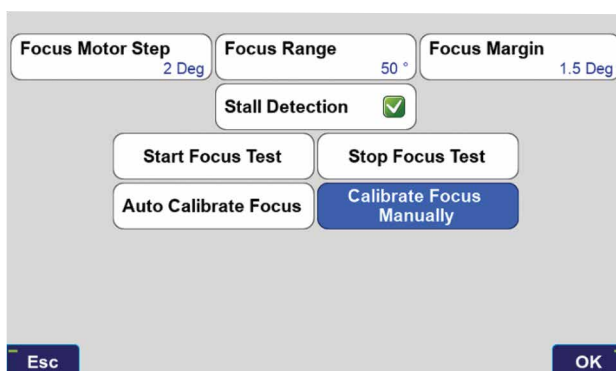 Focus Motor Step
2 Deg
Focus Range
50 °
Focus Margin
1.5 Deg
Stall Detection
Start Focus Test
Stop Focus Test
Auto Calibrate Focus
Calibrate Focus
Manually
Esc
OK